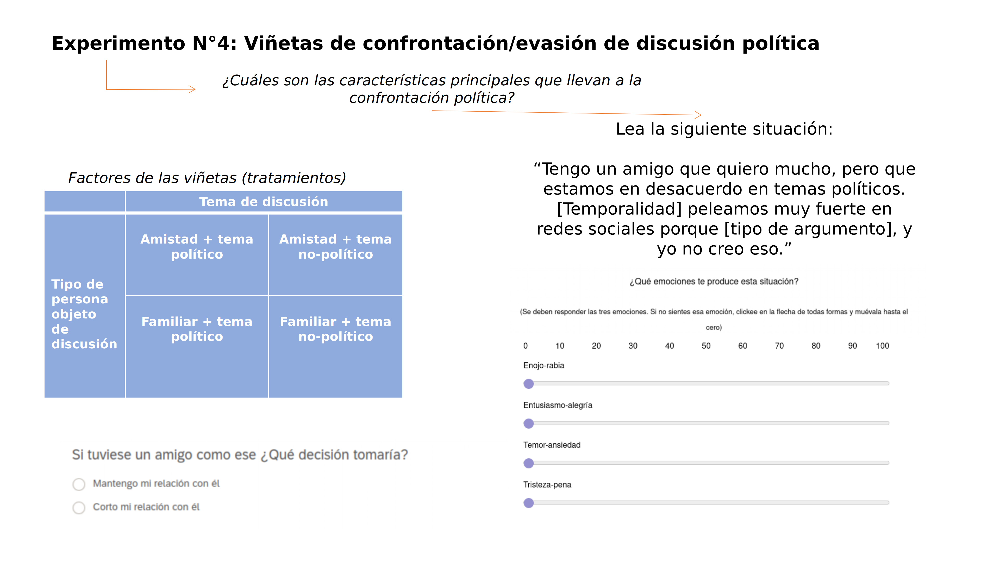 Experimento N°4: Viñetas de confrontación/evasión de discusión política
¿Cuáles son las características principales que llevan a la
confrontación política?
Factores de las viñetas (tratamientos)
Tema de discusión
Tipo de
persona
objeto
de
discusión
Amistad + tema
político
Amistad + tema
no-político
Familiar + tema
político
Familiar + tema
no-político
Si tuviese un amigo como ese ¿Qué decisión tomaría?
Mantengo mi relación con él
Corto mi relación con él
Lea la siguiente situación:
“Tengo un amigo que quiero mucho, pero que
estamos en desacuerdo en temas políticos.
[Temporalidad] peleamos muy fuerte en
redes sociales porque [tipo de argumento], y
yo no creo eso.”
¿Qué emociones te produce esta situación?
(Se deben responder las tres emociones. Si no sientes esa emoción, clickee en la flecha de todas formas y muévala hasta el
cero)
0 10 20 30 40 50 60 70 80 90 100
Enojo-rabia
Entusiasmo-alegría
Temor-ansiedad
Tristeza-pena